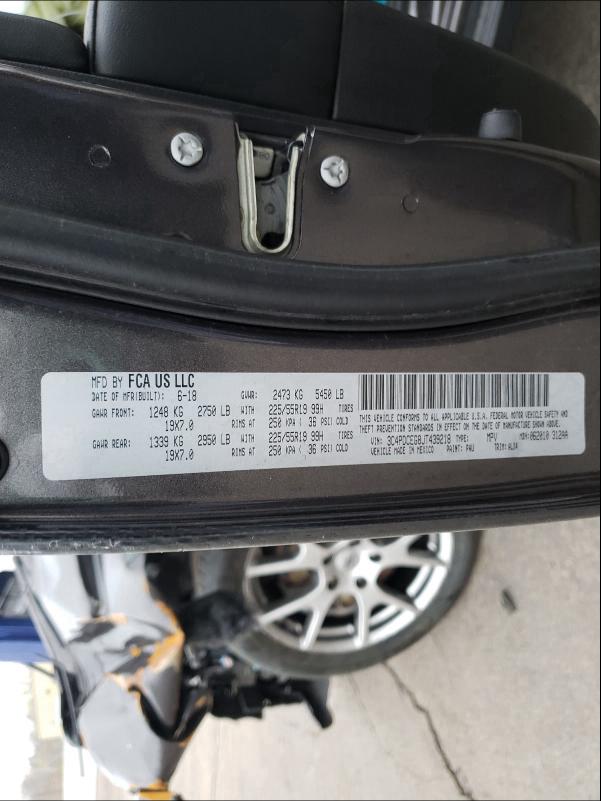 MFD BY FCA US LLC
DATE OF MFR(BUILT): 6-18 GVWR: 2473 KG 5450 LB
GAWR FRONT: 1248 KG 2750 LB WITH 225/55R19 99H TIRES
19X7.0 RIMS AT 250 KPA ( 36 PSI) COLD
GAWR REAR: 1339 KG 2950 LB WITH 225/55R19 99H TIRES
19X7.0 RIMS AT 250 KPA ( 36 PSI) COLD
THIS VEHICLE CONFORMS TO ALL APPLICABLE U.S.A. FEDERAL MOTOR VEHICLE SAFETY AND
THEFT PREVENTION STANDARDS IN EFFECT ON THE DATE OF MANUFACTURE SHOWN ABOVE.
VIN: 3C4PDCEG8JT439218 TYPE: MPV MDH: 062010 312AA
VEHICLE MADE IN MEXICO PAINT: PAU TRIM: